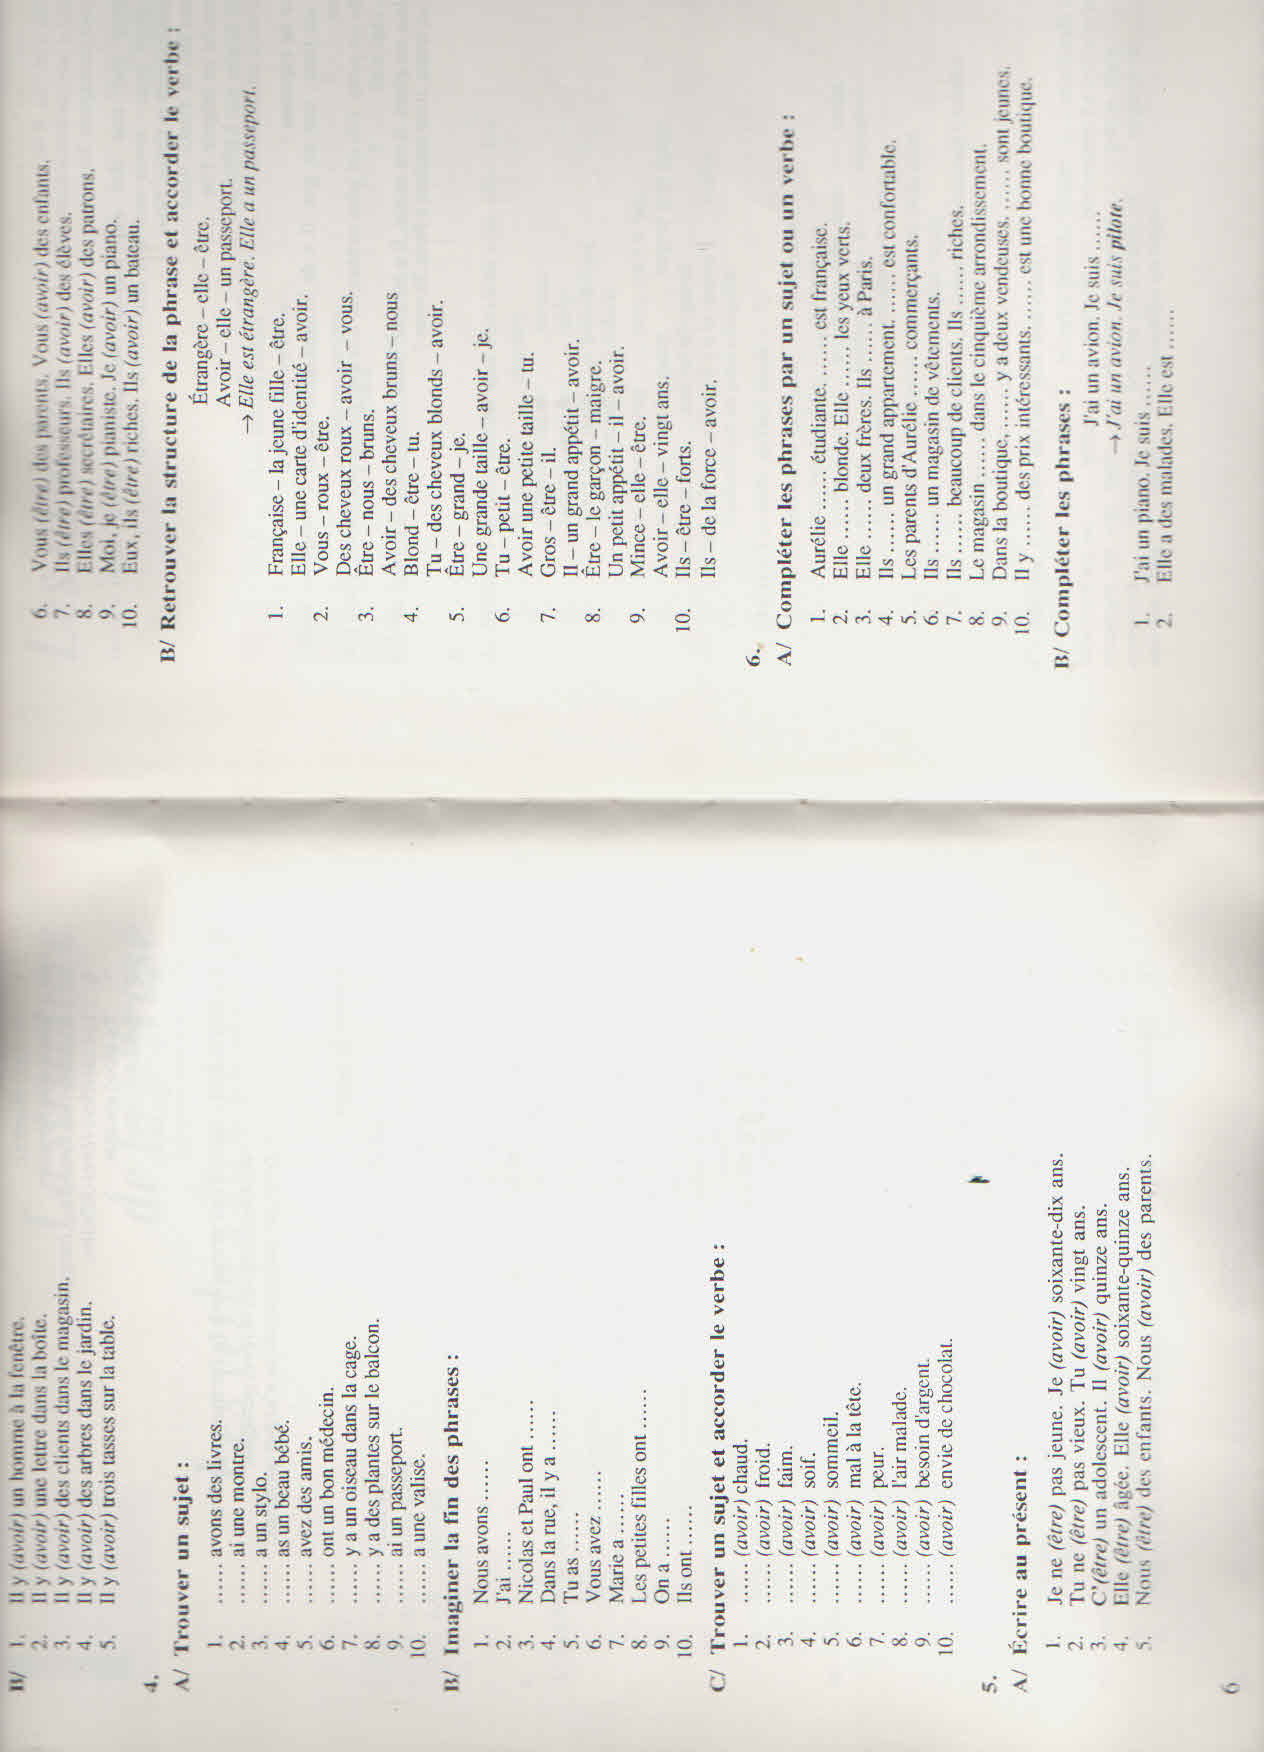 B/ 1. Il y (avoir) un homme à la fenêtre.
2. Il y (avoir) une lettre dans la boîte.
3. Il y (avoir) des clients dans le magasin.
4. Il y (avoir) des arbres dans le jardin.
5. Il y (avoir) trois tasses sur la table.
4.
A/ Trouver un sujet :
1. ...... avons des livres.
2. ...... ai une montre.
3. ...... a un stylo.
4. ...... as un beau bébé.
5. ...... avez des amis.
6. ...... ont un bon médecin.
7. ...... y a un oiseau dans la cage.
8. ...... y a des plantes sur le balcon.
9. ...... ai un passeport.
10. ...... a une valise.
B/ Imaginer la fin des phrases :
1. Nous avons ......
2. J'ai ......
3. Nicolas et Paul ont ......
4. Dans la rue, il y a ......
5. Tu as ......
6. Vous avez ......
7. Marie a ......
8. Les petites filles ont ......
9. On a ......
10. Ils ont ......
C/ Trouver un sujet et accorder le verbe :
1. ...... (avoir) chaud.
2. ...... (avoir) froid.
3. ...... (avoir) faim.
4. ...... (avoir) soif.
5. ...... (avoir) sommeil.
6. ...... (avoir) mal à la tête.
7. ...... (avoir) peur.
8. ...... (avoir) l'air malade.
9. ...... (avoir) besoin d'argent.
10. ...... (avoir) envie de chocolat.
5.
A/ Écrire au présent :
1. Je ne (être) pas jeune. Je (avoir) soixante-dix ans.
2. Tu ne (être) pas vieux. Tu (avoir) vingt ans.
3. C'(être) un adolescent. Il (avoir) quinze ans.
4. Elle (être) âgée. Elle (avoir) soixante-quinze ans.
5. Nous (être) des enfants. Nous (avoir) des parents.
6
6. Vous (être) des parents. Vous (avoir) des enfants.
7. Ils (être) professeurs. Ils (avoir) des élèves.
8. Elles (être) secrétaires. Elles (avoir) des patrons.
9. Moi, je (être) pianiste. Je (avoir) un piano.
10. Eux, ils (être) riches. Ils (avoir) un bateau.
B/ Retrouver la structure de la phrase et accorder le verbe :
Étrangère – elle – être.
Avoir – elle – un passeport.
→ Elle est étrangère. Elle a un passeport.
1. Française – la jeune fille – être.
Elle – une carte d'identité – avoir.
2. Vous – roux – être.
Des cheveux roux – avoir – vous.
3. Être – nous – bruns.
Avoir – des cheveux bruns – nous
4. Blond – être – tu.
Tu – des cheveux blonds – avoir.
5. Être – grand – je.
Une grande taille – avoir – je.
6. Tu – petit – être.
Avoir une petite taille – tu.
7. Gros – être – il.
Il – un grand appétit – avoir.
8. Être – le garçon – maigre.
Un petit appétit – il – avoir.
9. Mince – elle – être.
Avoir – elle – vingt ans.
10. Ils – être – forts.
Ils – de la force – avoir.
6.
A/ Compléter les phrases par un sujet ou un verbe :
1. Aurélie ...... étudiante. ...... est française.
2. Elle ...... blonde. Elle ...... les yeux verts.
3. Elle ...... deux frères. Ils ...... à Paris.
4. Ils ...... un grand appartement. ...... est confortable.
5. Les parents d'Aurélie ...... commerçants.
6. Ils ...... un magasin de vêtements.
7. Ils ...... beaucoup de clients. Ils ...... riches.
8. Le magasin ...... dans le cinquième arrondissement.
9. Dans la boutique, ...... y a deux vendeuses. ...... sont jeunes.
10. Il y ...... des prix intéressants. ...... est une bonne boutique.
B/ Compléter les phrases :
J'ai un avion. Je suis ......
→ J'ai un avion. Je suis pilote.
1. J'ai un piano. Je suis ......
2. Elle a des malades. Elle est ......